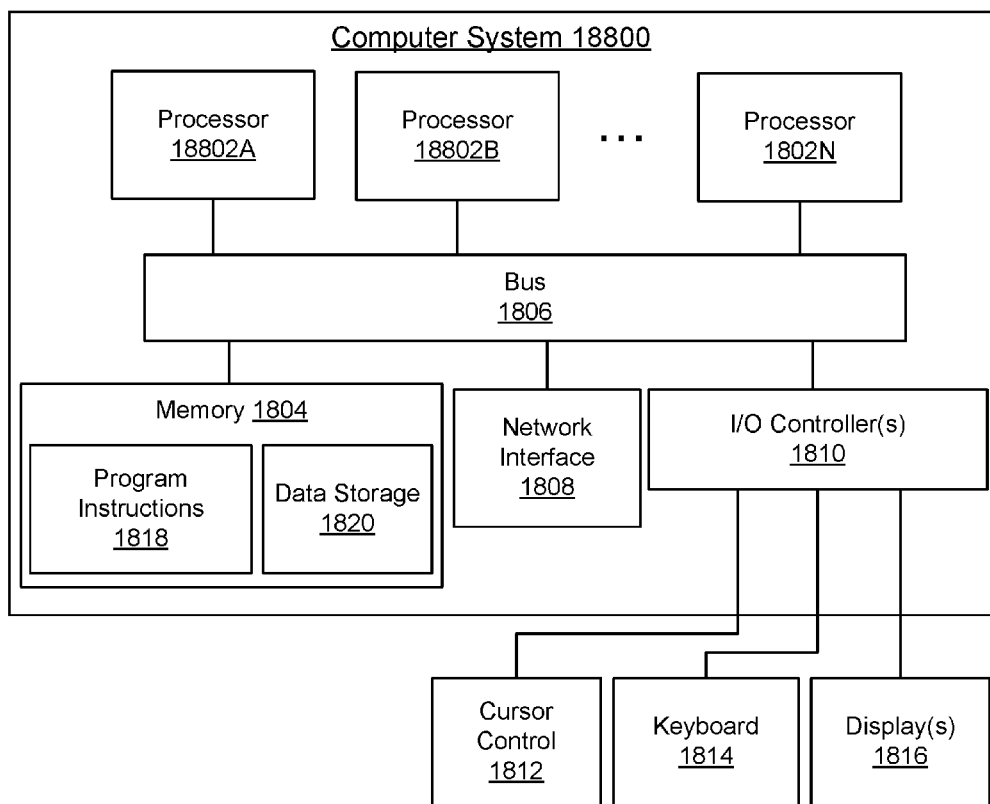 Computer System 18800
Processor
18802A
Processor
18802B
...
Processor
1802N
Bus
1806
Memory 1804
Program
Instructions
1818
Data Storage
1820
Network
Interface
1808
I/O Controller(s)
1810
Cursor
Control
1812
Keyboard
1814
Display(s)
1816